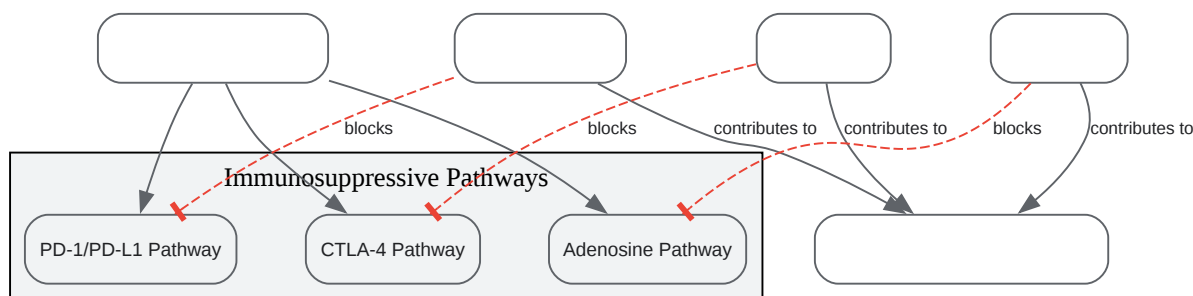 blocks
blocks
contributes to
contributes to
blocks
contributes to
Immunosuppressive Pathways
PD-1/PD-L1 Pathway
CTLA-4 Pathway
Adenosine Pathway